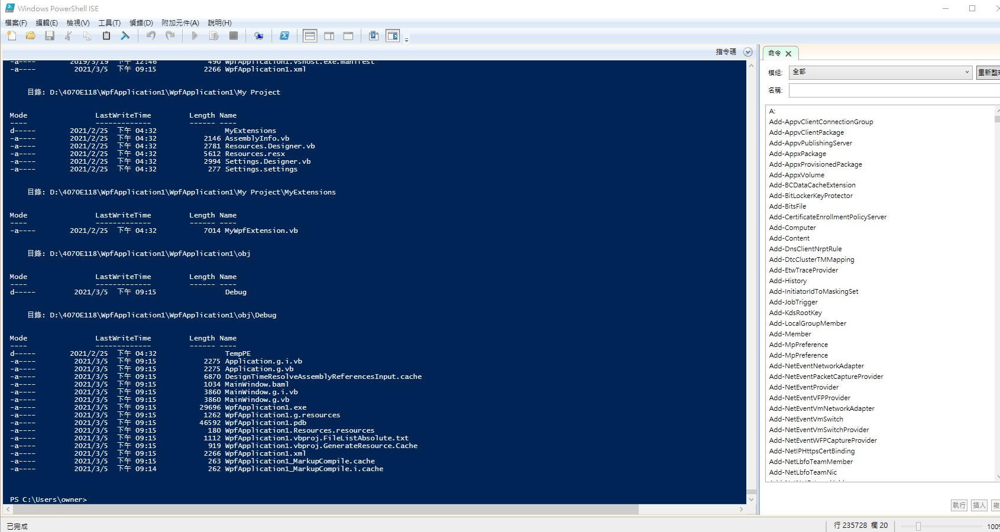 Windows PowerShell ISE
檔案(F) 編輯(E) 檢視(V) 工具(T) 偵錯(D) 附加元件(A) 說明(H)
指令碼
-a---- 2019/3/19 下午 12:46 490 WpfApplication1.vshost.exe.manifest
-a---- 2021/3/5 下午 09:15 2266 WpfApplication1.xml
目錄: D:\4070E118\WpfApplication1\WpfApplication1\My Project
Mode LastWriteTime Length Name
---- ------------- ------ ----
d----- 2021/2/25 下午 04:32 MyExtensions
-a---- 2021/2/25 下午 04:32 2146 AssemblyInfo.vb
-a---- 2021/2/25 下午 04:32 2781 Resources.Designer.vb
-a---- 2021/2/25 下午 04:32 5612 Resources.resx
-a---- 2021/2/25 下午 04:32 2994 Settings.Designer.vb
-a---- 2021/2/25 下午 04:32 277 Settings.settings
目錄: D:\4070E118\WpfApplication1\WpfApplication1\My Project\MyExtensions
Mode LastWriteTime Length Name
---- ------------- ------ ----
-a---- 2021/2/25 下午 04:32 7014 MyWpfExtension.vb
目錄: D:\4070E118\WpfApplication1\WpfApplication1\obj
Mode LastWriteTime Length Name
---- ------------- ------ ----
d----- 2021/3/5 下午 09:15 Debug
目錄: D:\4070E118\WpfApplication1\WpfApplication1\obj\Debug
Mode LastWriteTime Length Name
---- ------------- ------ ----
d----- 2021/2/25 下午 04:32 TempPE
-a---- 2021/3/5 下午 09:15 2275 Application.g.i.vb
-a---- 2021/3/5 下午 09:15 2275 Application.g.vb
-a---- 2021/3/5 下午 09:15 6870 DesignTimeResolveAssemblyReferencesInput.cache
-a---- 2021/3/5 下午 09:15 1034 MainWindow.baml
-a---- 2021/3/5 下午 09:15 3860 MainWindow.g.i.vb
-a---- 2021/3/5 下午 09:15 3860 MainWindow.g.vb
-a---- 2021/3/5 下午 09:15 29696 WpfApplication1.exe
-a---- 2021/3/5 下午 09:15 1262 WpfApplication1.g.resources
-a---- 2021/3/5 下午 09:15 46592 WpfApplication1.pdb
-a---- 2021/3/5 下午 09:15 180 WpfApplication1.Resources.resources
-a---- 2021/3/5 下午 09:15 1112 WpfApplication1.vbproj.FileListAbsolute.txt
-a---- 2021/3/5 下午 09:15 919 WpfApplication1.vbproj.GenerateResource.Cache
-a---- 2021/3/5 下午 09:15 2266 WpfApplication1.xml
-a---- 2021/3/5 下午 09:15 263 WpfApplication1_MarkupCompile.cache
-a---- 2021/3/5 下午 09:14 262 WpfApplication1_MarkupCompile.i.cache
PS C:\Users\owner>
命令
模組: 全部 重新整
名稱:
A:
Add-AppvClientConnectionGroup
Add-AppvClientPackage
Add-AppvPublishingServer
Add-AppxPackage
Add-AppxProvisionedPackage
Add-AppxVolume
Add-BCDataCacheExtension
Add-BitLockerKeyProtector
Add-BitsFile
Add-CertificateEnrollmentPolicyServer
Add-Computer
Add-Content
Add-DnsClientNrptRule
Add-DtcClusterTMMapping
Add-EtwTraceProvider
Add-History
Add-InitiatorIdToMaskingSet
Add-JobTrigger
Add-KdsRootKey
Add-LocalGroupMember
Add-Member
Add-MpPreference
Add-MpPreference
Add-NetEventNetworkAdapter
Add-NetEventPacketCaptureProvider
Add-NetEventProvider
Add-NetEventVFPProvider
Add-NetEventVmNetworkAdapter
Add-NetEventVmSwitch
Add-NetEventVmSwitchProvider
Add-NetEventWFPCaptureProvider
Add-NetIPHttpsCertBinding
Add-NetLbfoTeamMember
Add-NetLbfoTeamNic
執行 插入 複
已完成 行 235728 欄 20 100%